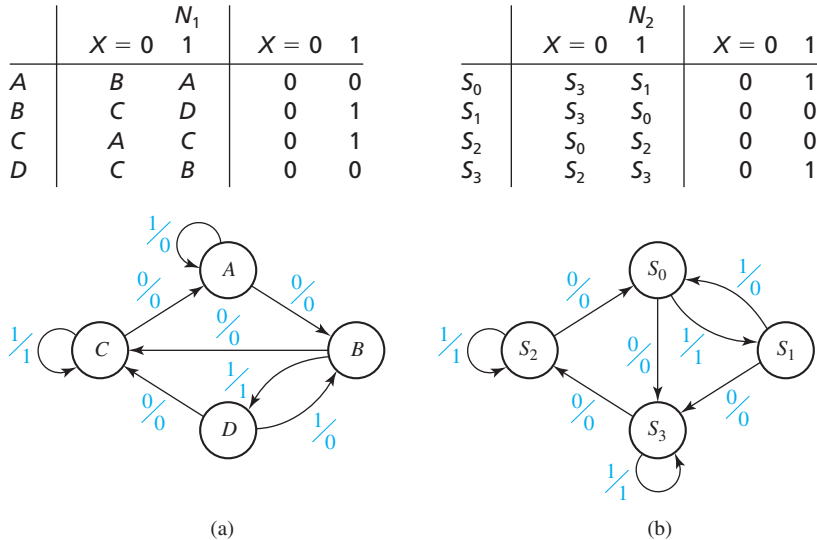 N₁
X = 0 1 X = 0 1
A B A 0 0
B C D 0 1
C A C 0 1
D C B 0 0
N₂
X = 0 1 X = 0 1
S₀ S₃ S₁ 0 1
S₁ S₃ S₀ 0 0
S₂ S₀ S₂ 0 0
S₃ S₂ S₃ 0 1
1/0
A
0/0
0/0
0/0
1/1
C
B
1/1
0/0
D
1/0
(a)
S₀
0/0
1/0
1/1
S₂
0/0
1/1
S₁
0/0
0/0
S₃
1/1
(b)